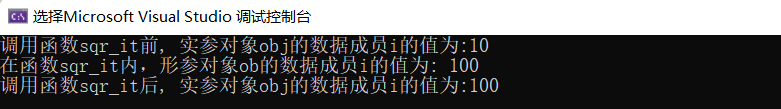 选择Microsoft Visual Studio 调试控制台
调用函数sqr_it前, 实参对象obj的数据成员i的值为:10
在函数sqr_it内, 形参对象ob的数据成员i的值为: 100
调用函数sqr_it后, 实参对象obj的数据成员i的值为:100